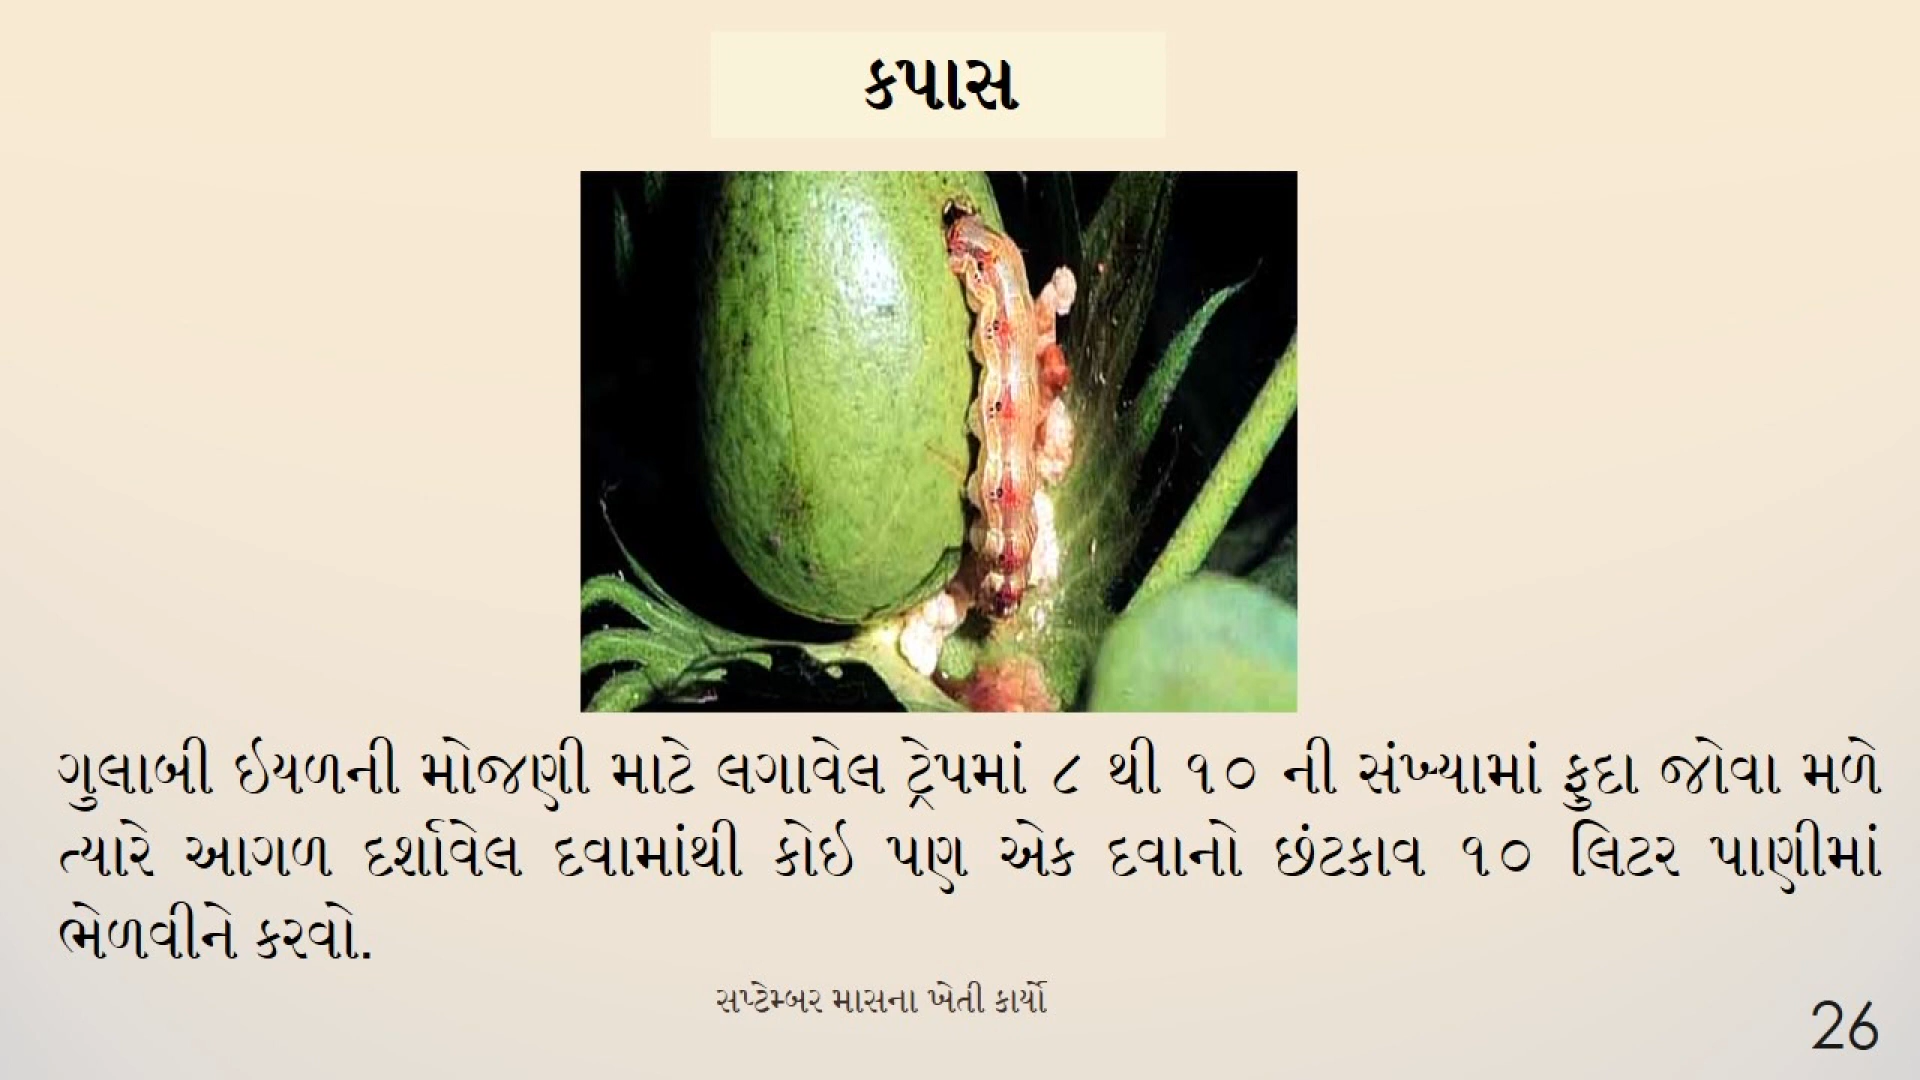 કપાસ
ગુલાબી ઈયળની મોજણી માટે લગાવેલ ટ્રેપમાં ૮ થી ૧૦ ની સંખ્યામાં ફુદા જોવા મળે
ત્યારે આગળ દર્શાવેલ દવામાંથી કોઈ પણ એક દવાનો છંટકાવ ૧૦ લિટર પાણીમાં
ભેળવીને કરવો.
સપ્ટેમ્બર માસના ખેતી કાર્યો
26